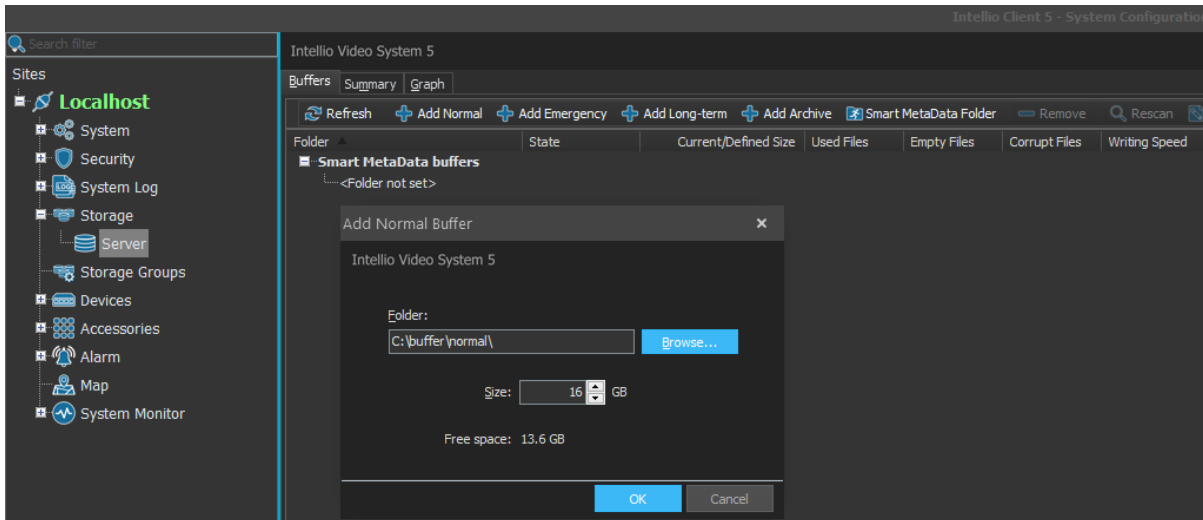 Intellio Client 5 - System Configuration
Search filter
Intellio Video System 5
Sites
Buffers Summary Graph
Localhost
Refresh Add Normal Add Emergency Add Long-term Add Archive Smart MetaData Folder Remove Rescan
System
Folder State Current/Defined Size Used Files Empty Files Corrupt Files Writing Speed
Security
Smart MetaData buffers
System Log
<Folder not set>
Storage
Add Normal Buffer
Server
Intellio Video System 5
Storage Groups
Devices
Folder:
Accessories
C:\buffer\normal\ Browse...
Alarm
Map
Size: 16 GB
System Monitor
Free space: 13.6 GB
OK Cancel